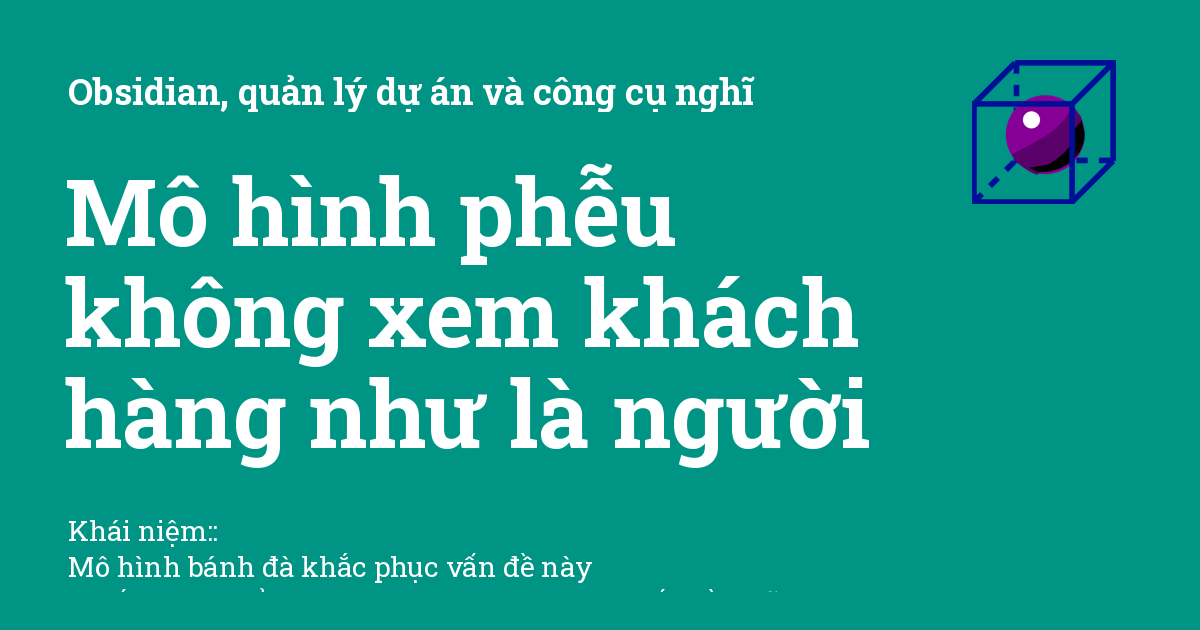 Obsidian, quản lý dự án và công cụ nghĩ
Mô hình phễu
không xem khách
hàng như là người
Khái niệm::
Mô hình bánh đà khắc phục vấn đề này